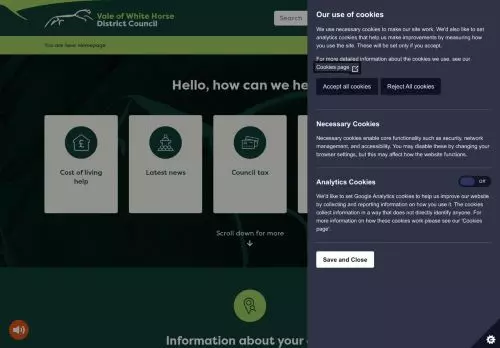 Vale of White Horse
District Council
Search
You are here: Homepage
Hello, how can we he
Cost of living
help
Latest news
Council tax
Scroll down for more
Information about your
Our use of cookies
We use necessary cookies to make our site work. We'd also like to set
analytics cookies that help us make improvements by measuring how
you use the site. These will be set only if you accept.
For more detailed information about the cookies we use, see our
Cookies page
Accept all cookies
Reject All cookies
Necessary Cookies
Necessary cookies enable core functionality such as security, network
management, and accessibility. You may disable these by changing your
browser settings, but this may affect how the website functions.
Analytics Cookies
Off
We'd like to set Google Analytics cookies to help us improve our website
by collecting and reporting information on how you use it. The cookies
collect information in a way that does not directly identify anyone. For
more information on how these cookies work please see our 'Cookies
page'.
Save and Close